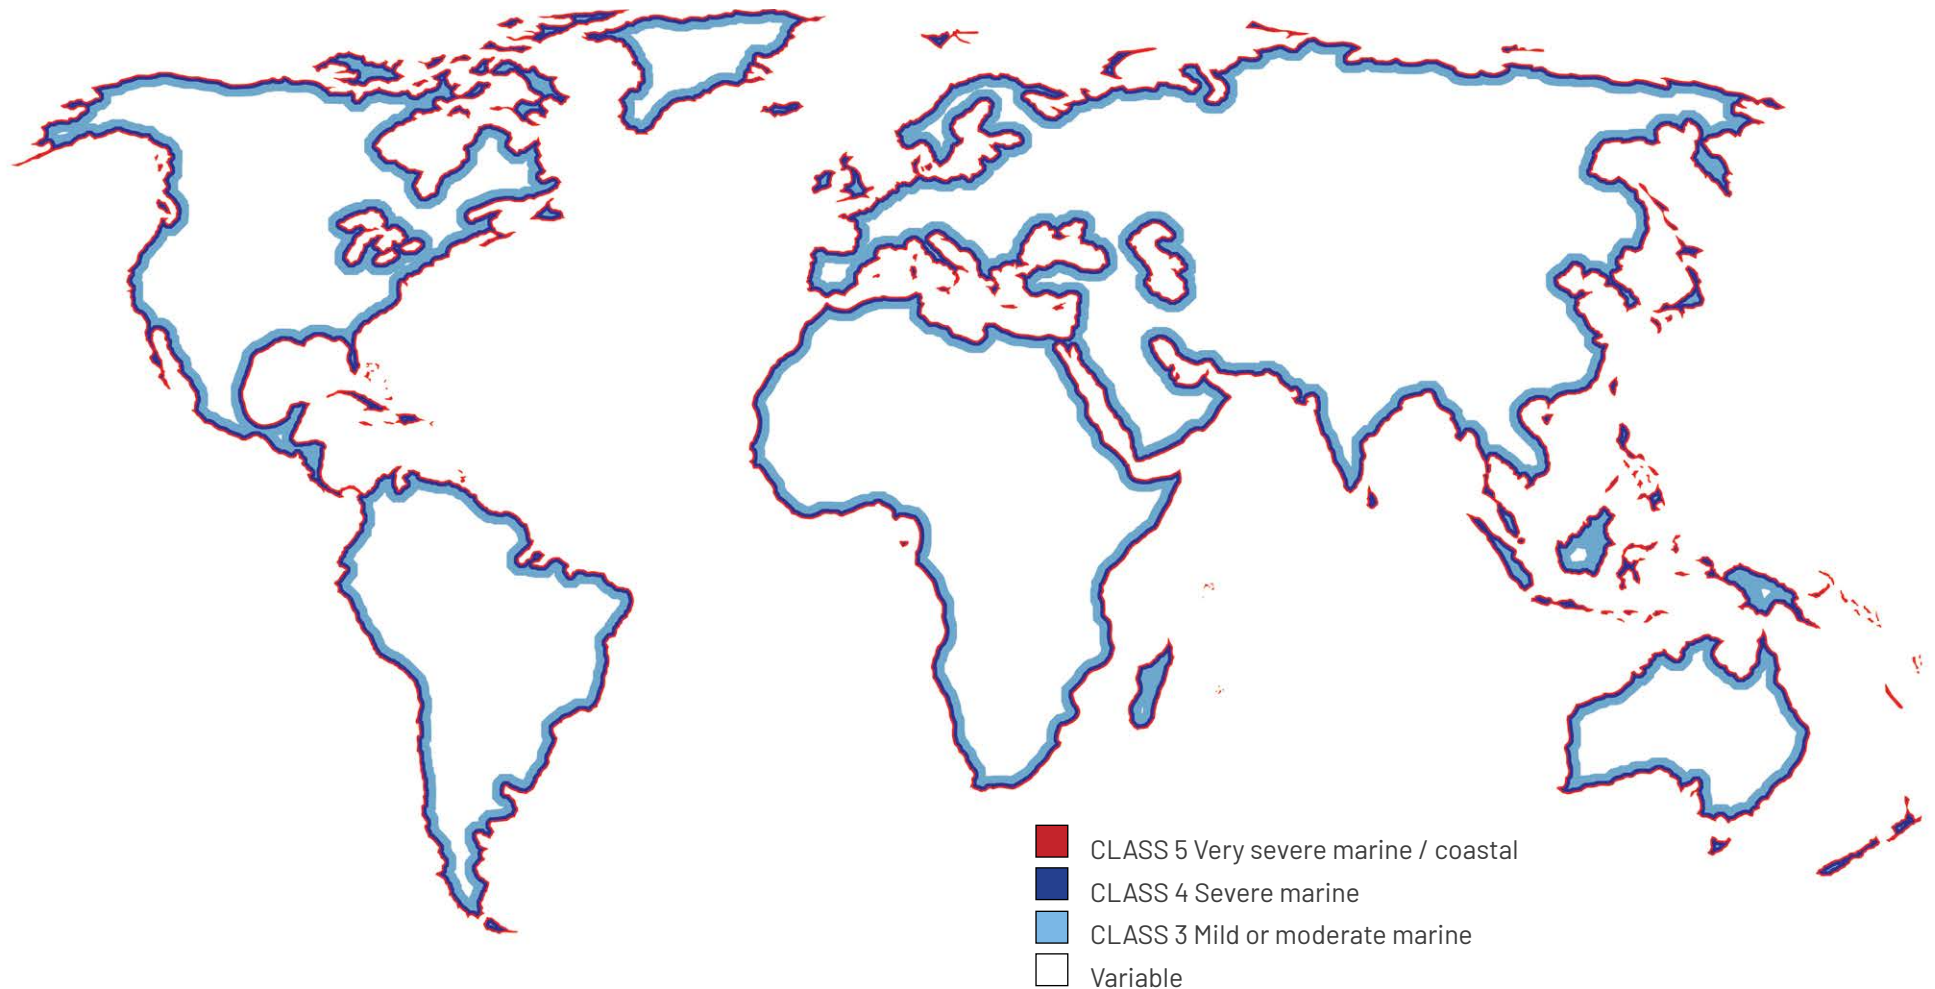 CLASS 5 Very severe marine / coastal
CLASS 4 Severe marine
CLASS 3 Mild or moderate marine
Variable